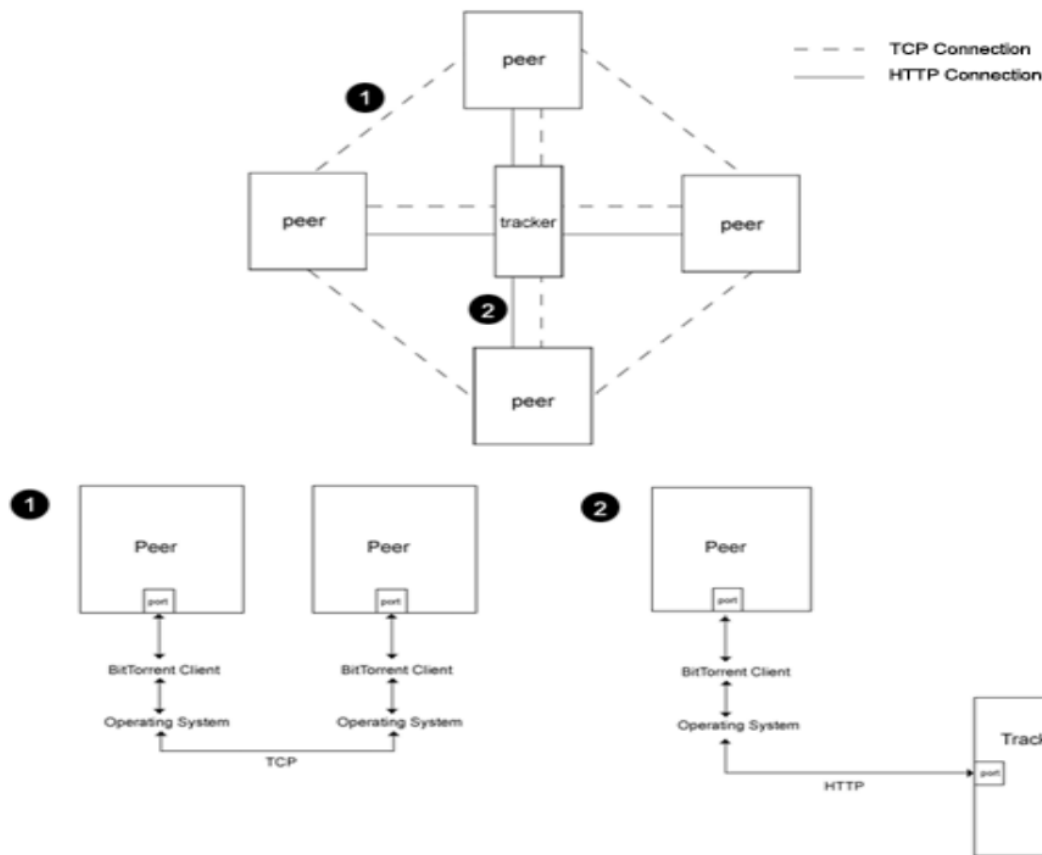 peer
TCP Connection
HTTP Connection
1
peer
tracker
peer
2
peer
1
Peer
port
BitTorrent Client
Operating System
Peer
port
BitTorrent Client
Operating System
TCP
2
Peer
port
BitTorrent Client
Operating System
HTTP
Track
port